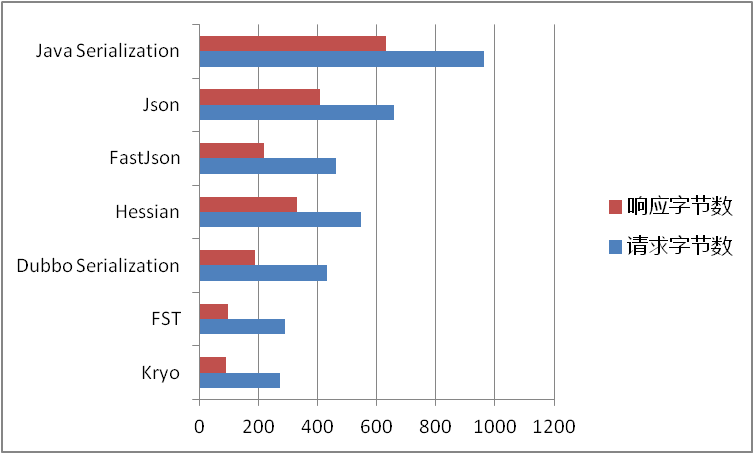 Java Serialization
Json
FastJson
Hessian
Dubbo Serialization
FST
Kryo
0 200 400 600 800 1000 1200
响应字节数
请求字节数